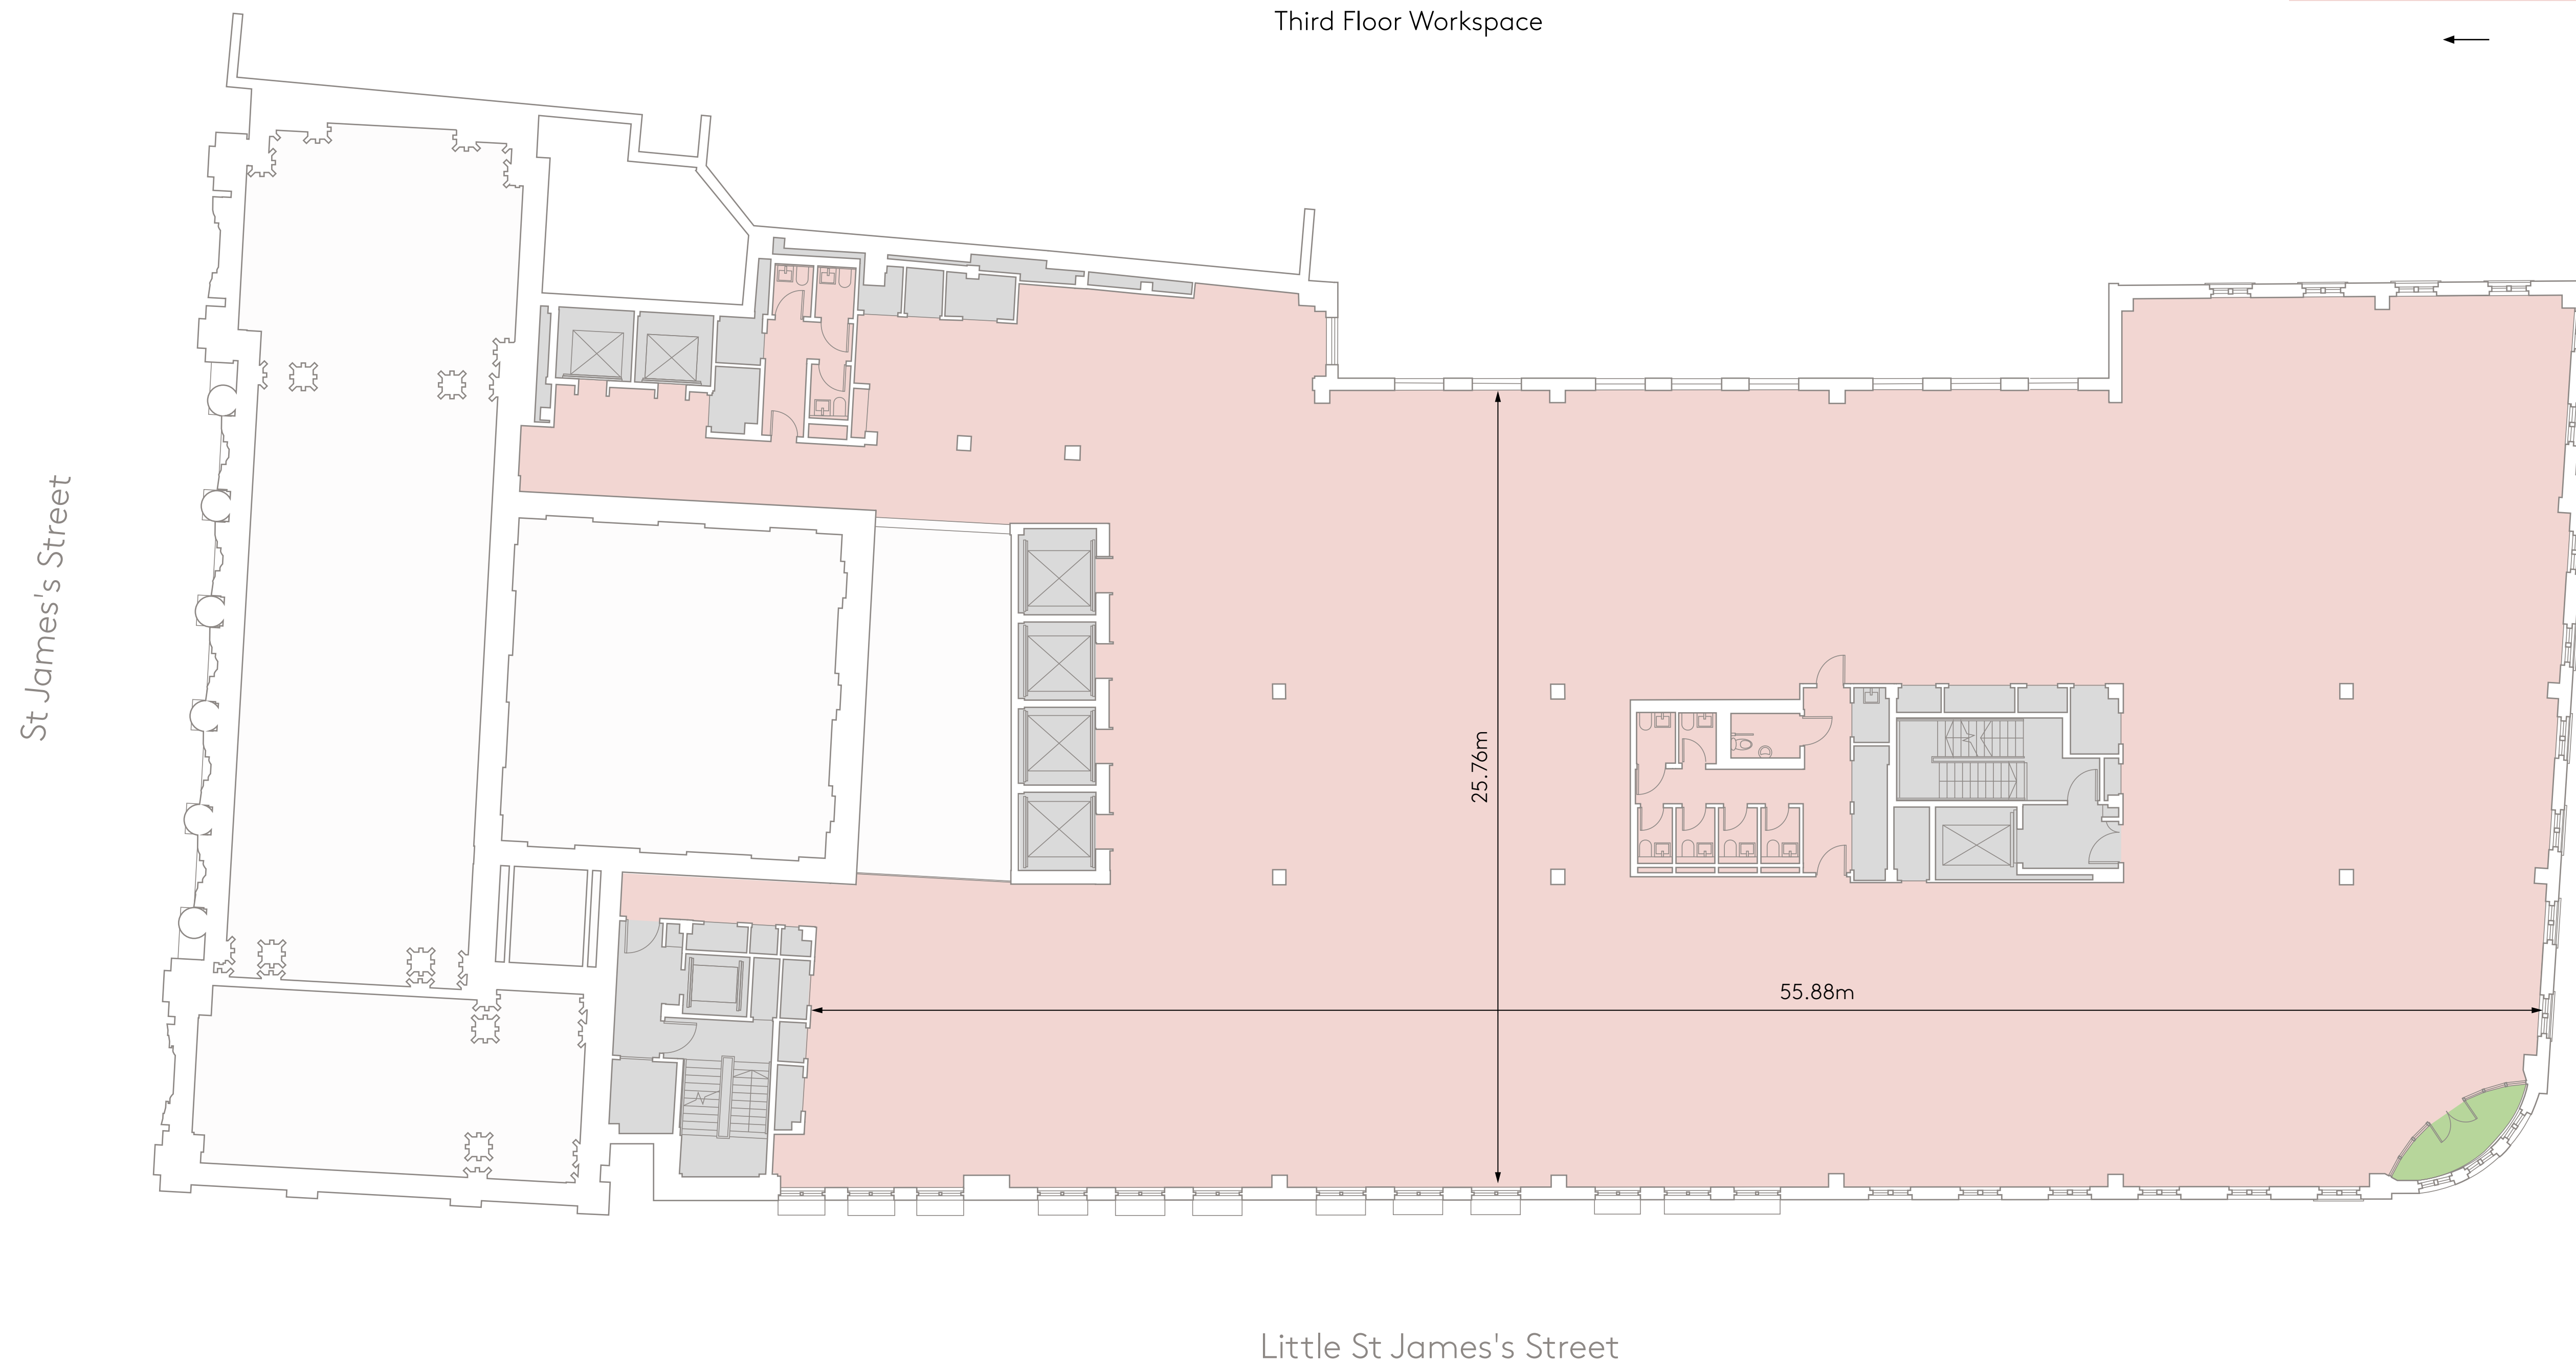 Third Floor Workspace
St James's Street
25.76m
55.88m
Little St James's Street